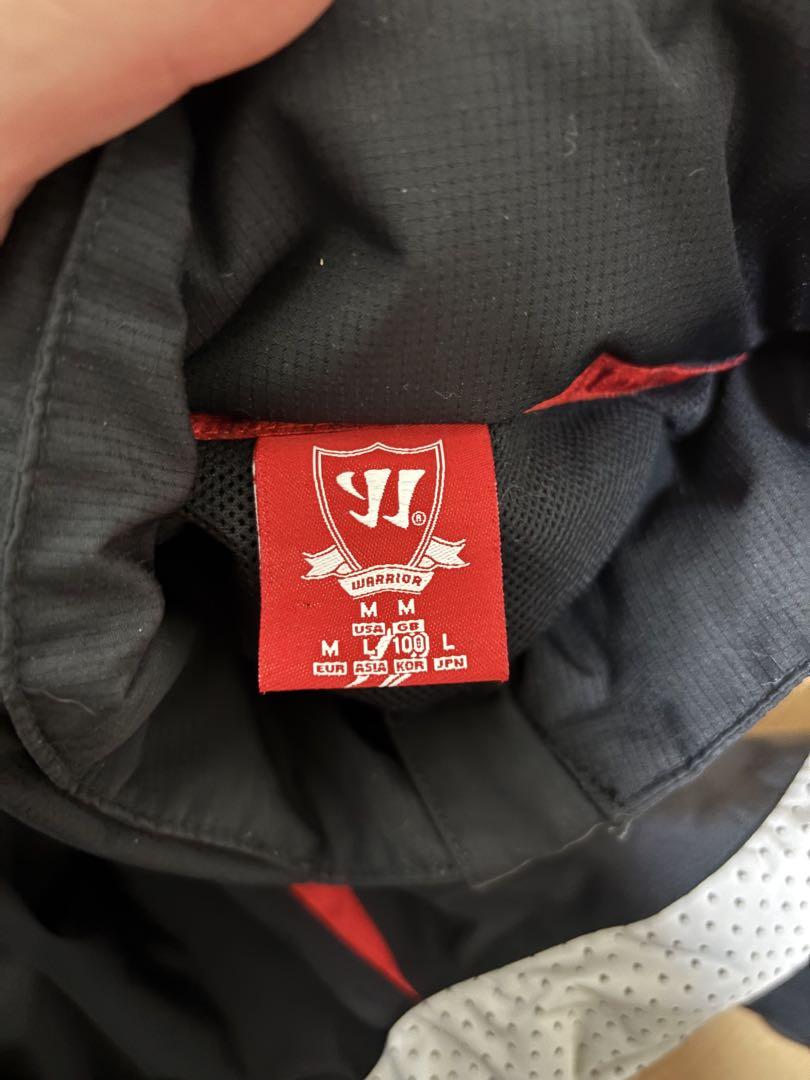 ®
WARRIOR
M M
USA GB
M L 100 L
EUR ASIA KOR JPN